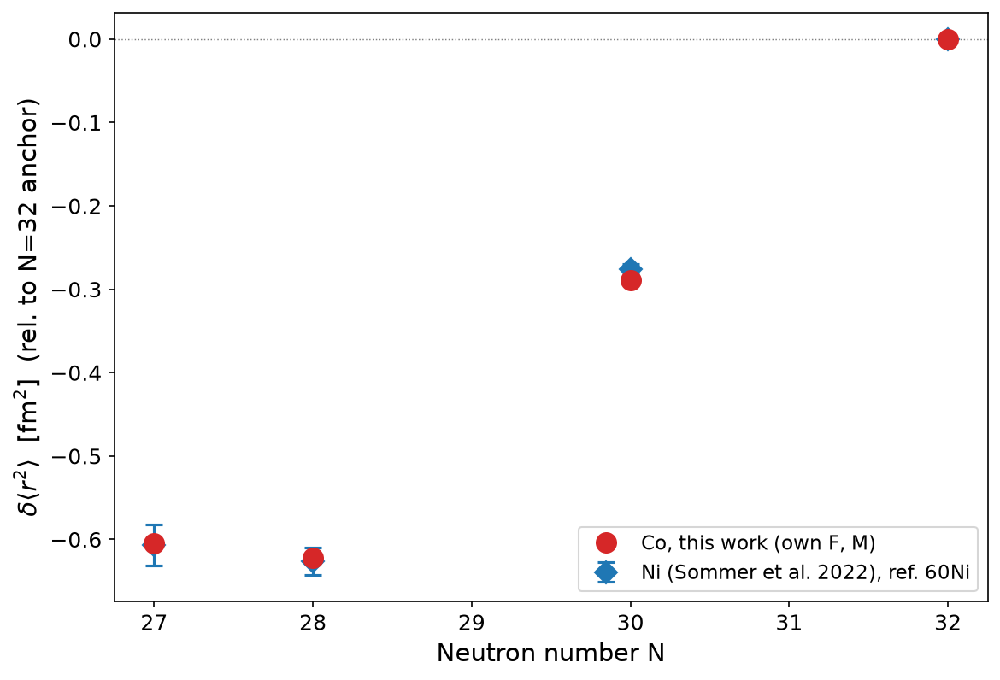 0.0
−0.1
−0.2
−0.3
−0.4
−0.5
−0.6
δ⟨r²⟩ [fm²] (rel. to N=32 anchor)
Co, this work (own F, M)
Ni (Sommer et al. 2022), ref. 60Ni
27 28 29 30 31 32
Neutron number N